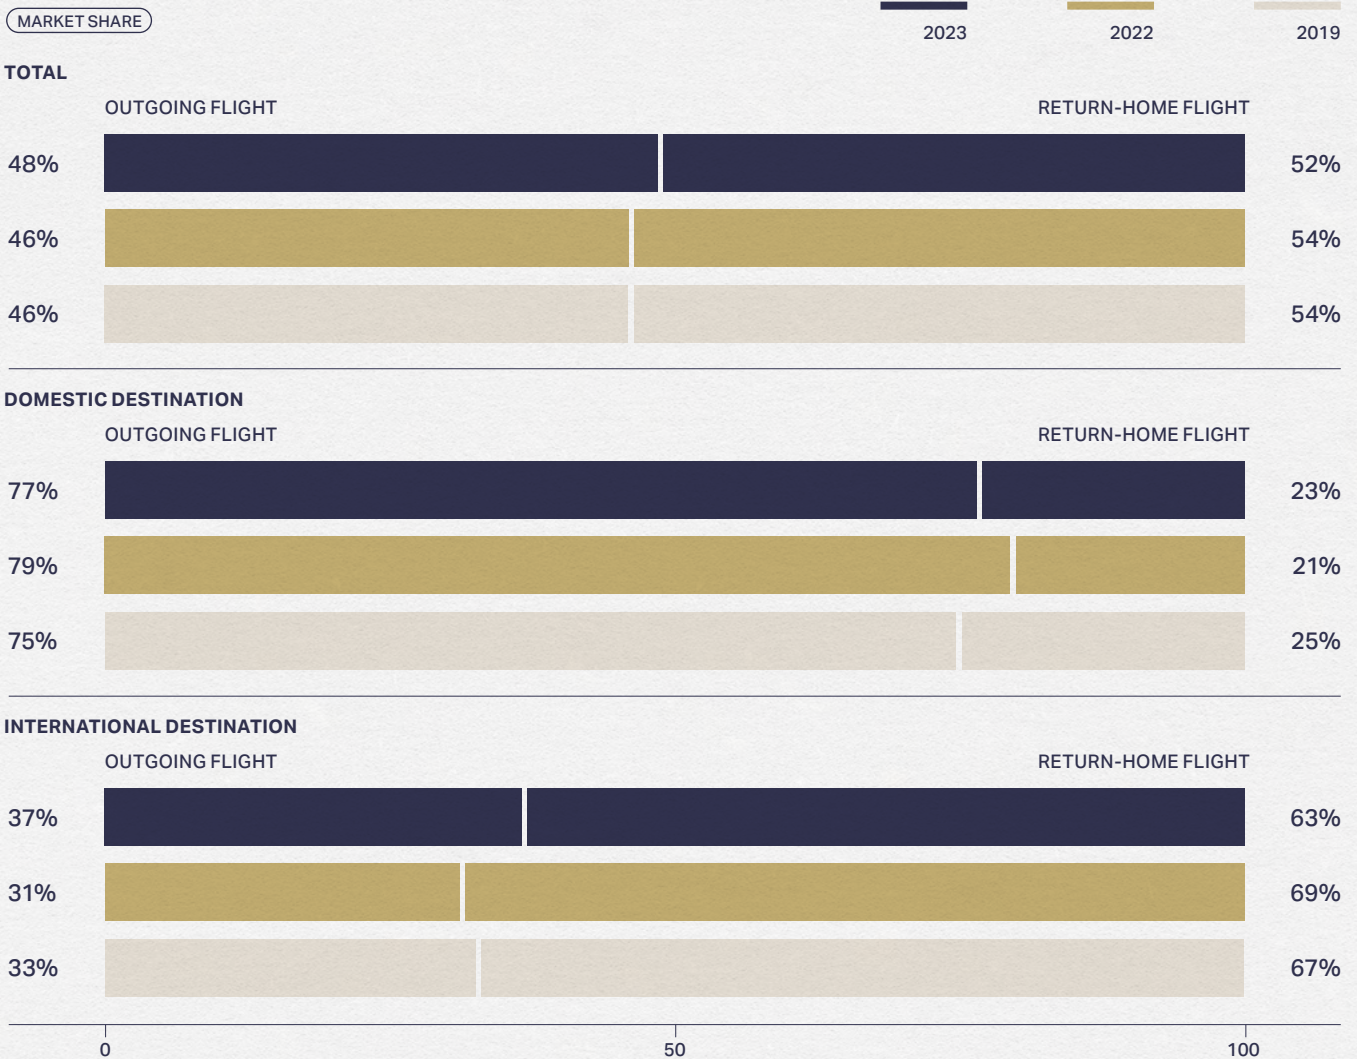 MARKET SHARE
2023 2022 2019
TOTAL
OUTGOING FLIGHT RETURN-HOME FLIGHT
48% 52%
46% 54%
46% 54%
DOMESTIC DESTINATION
OUTGOING FLIGHT RETURN-HOME FLIGHT
77% 23%
79% 21%
75% 25%
INTERNATIONAL DESTINATION
OUTGOING FLIGHT RETURN-HOME FLIGHT
37% 63%
31% 69%
33% 67%
0 50 100